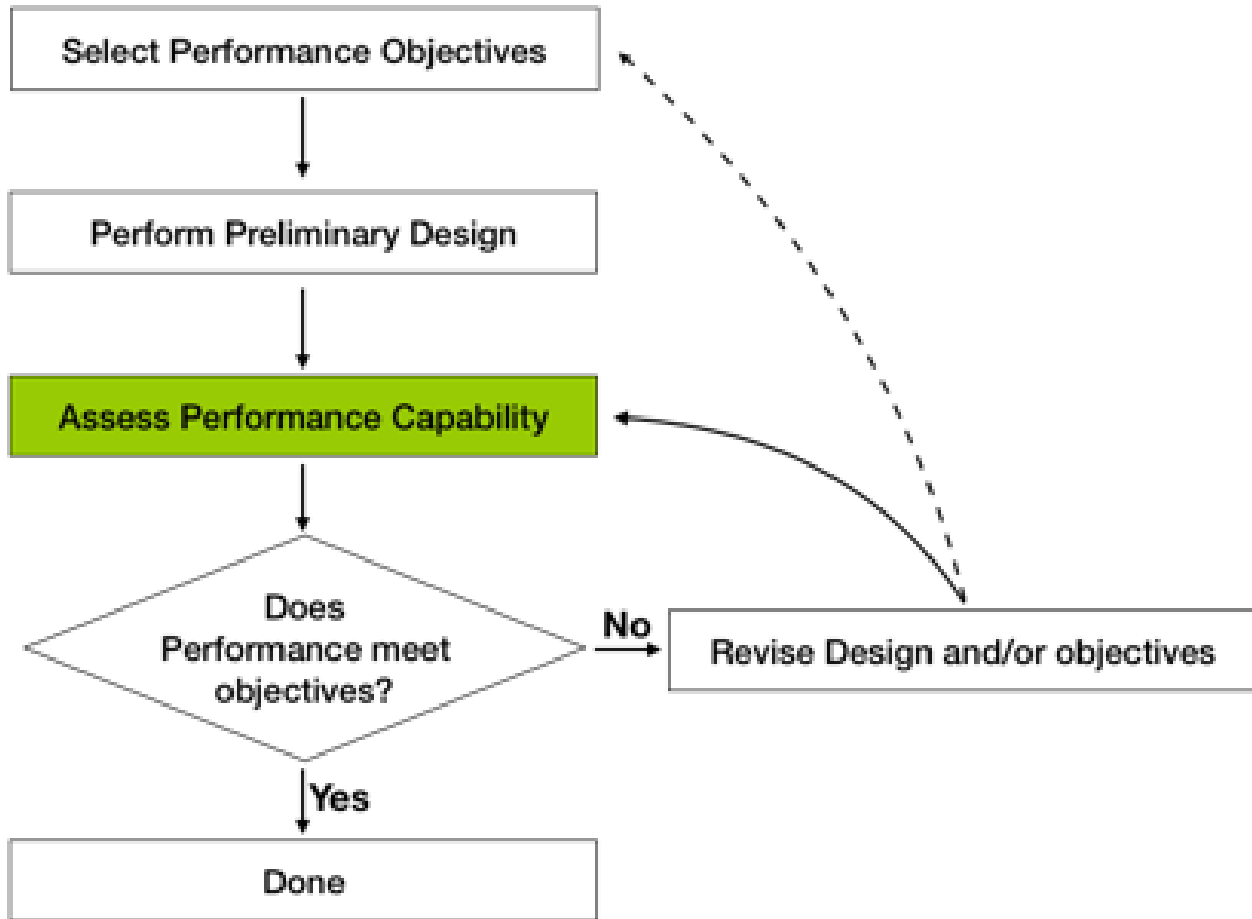 Select Performance Objectives
Perform Preliminary Design
Assess Performance Capability
Does
Performance meet
objectives?
No
Revise Design and/or objectives
Yes
Done